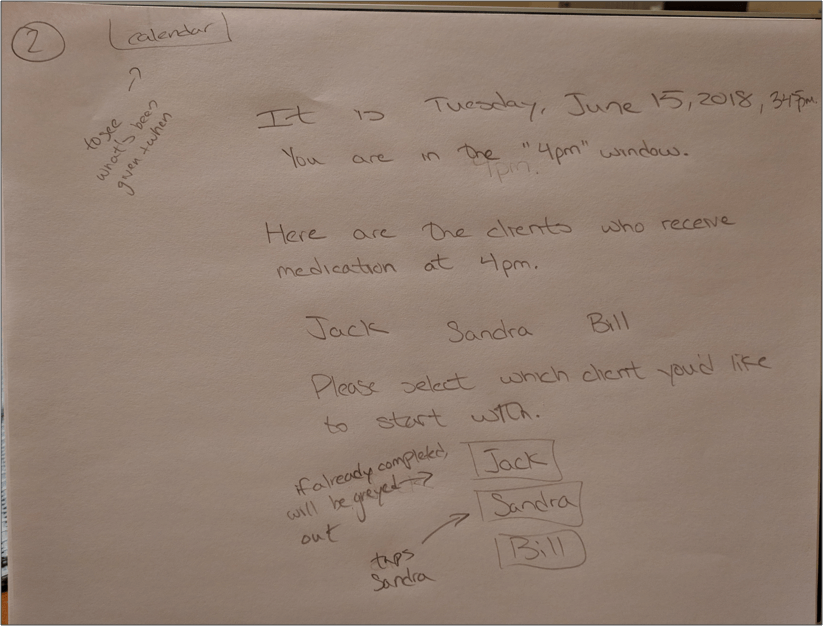 2
calendar
to see
what's been
given + when
It is Tuesday, June 15, 2018, 3:45pm.
You are in the "4pm" window.
4pm.
Here are the clients who receive
medication at 4pm.
Jack Sandra Bill
Please select which client you'd like
to start with.
Jack
if already completed,
will be greyed
out
Sandra
Bill
taps
Sandra